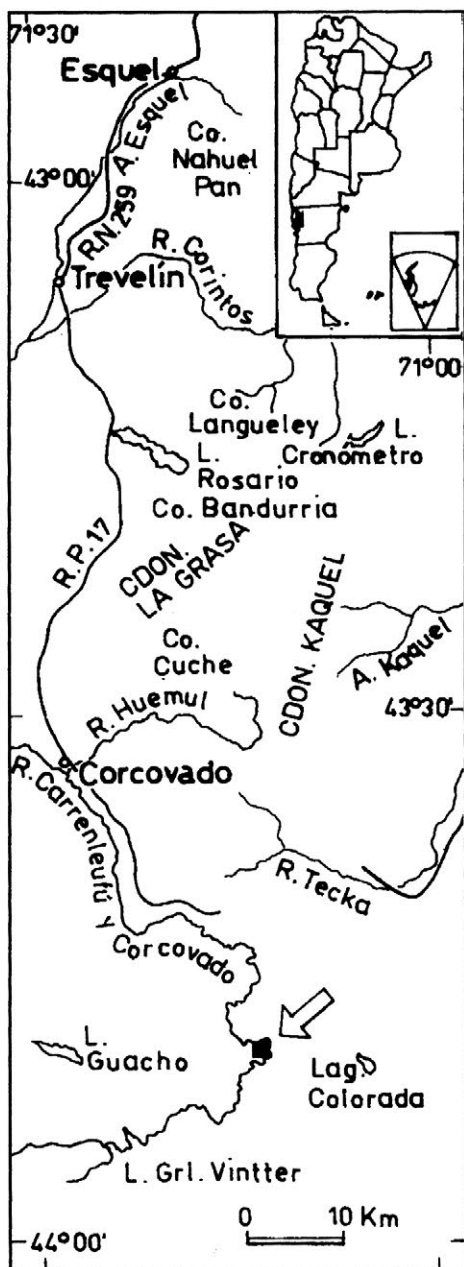 71°30'
Esquel
A. Esquel
Co.
Nahuel
Pan
R.N.259
R. Corintos
Trevelín
71°00
Co.
Langueley
L.
Cronómetro
L.
Rosario
Co. Bandurria
R.P.17
CDON.
LA GRASA
CDON. KAQUEL
A. Kaquel
Co.
Cuche
R. Huemul
43°00'
43°30
Corcovado
R. Carrenleufú y Corcovado
R. Tecka
L.
Guacho
Lag.
Colorada
L. Grl. Vintter
0 10 Km
44°00'